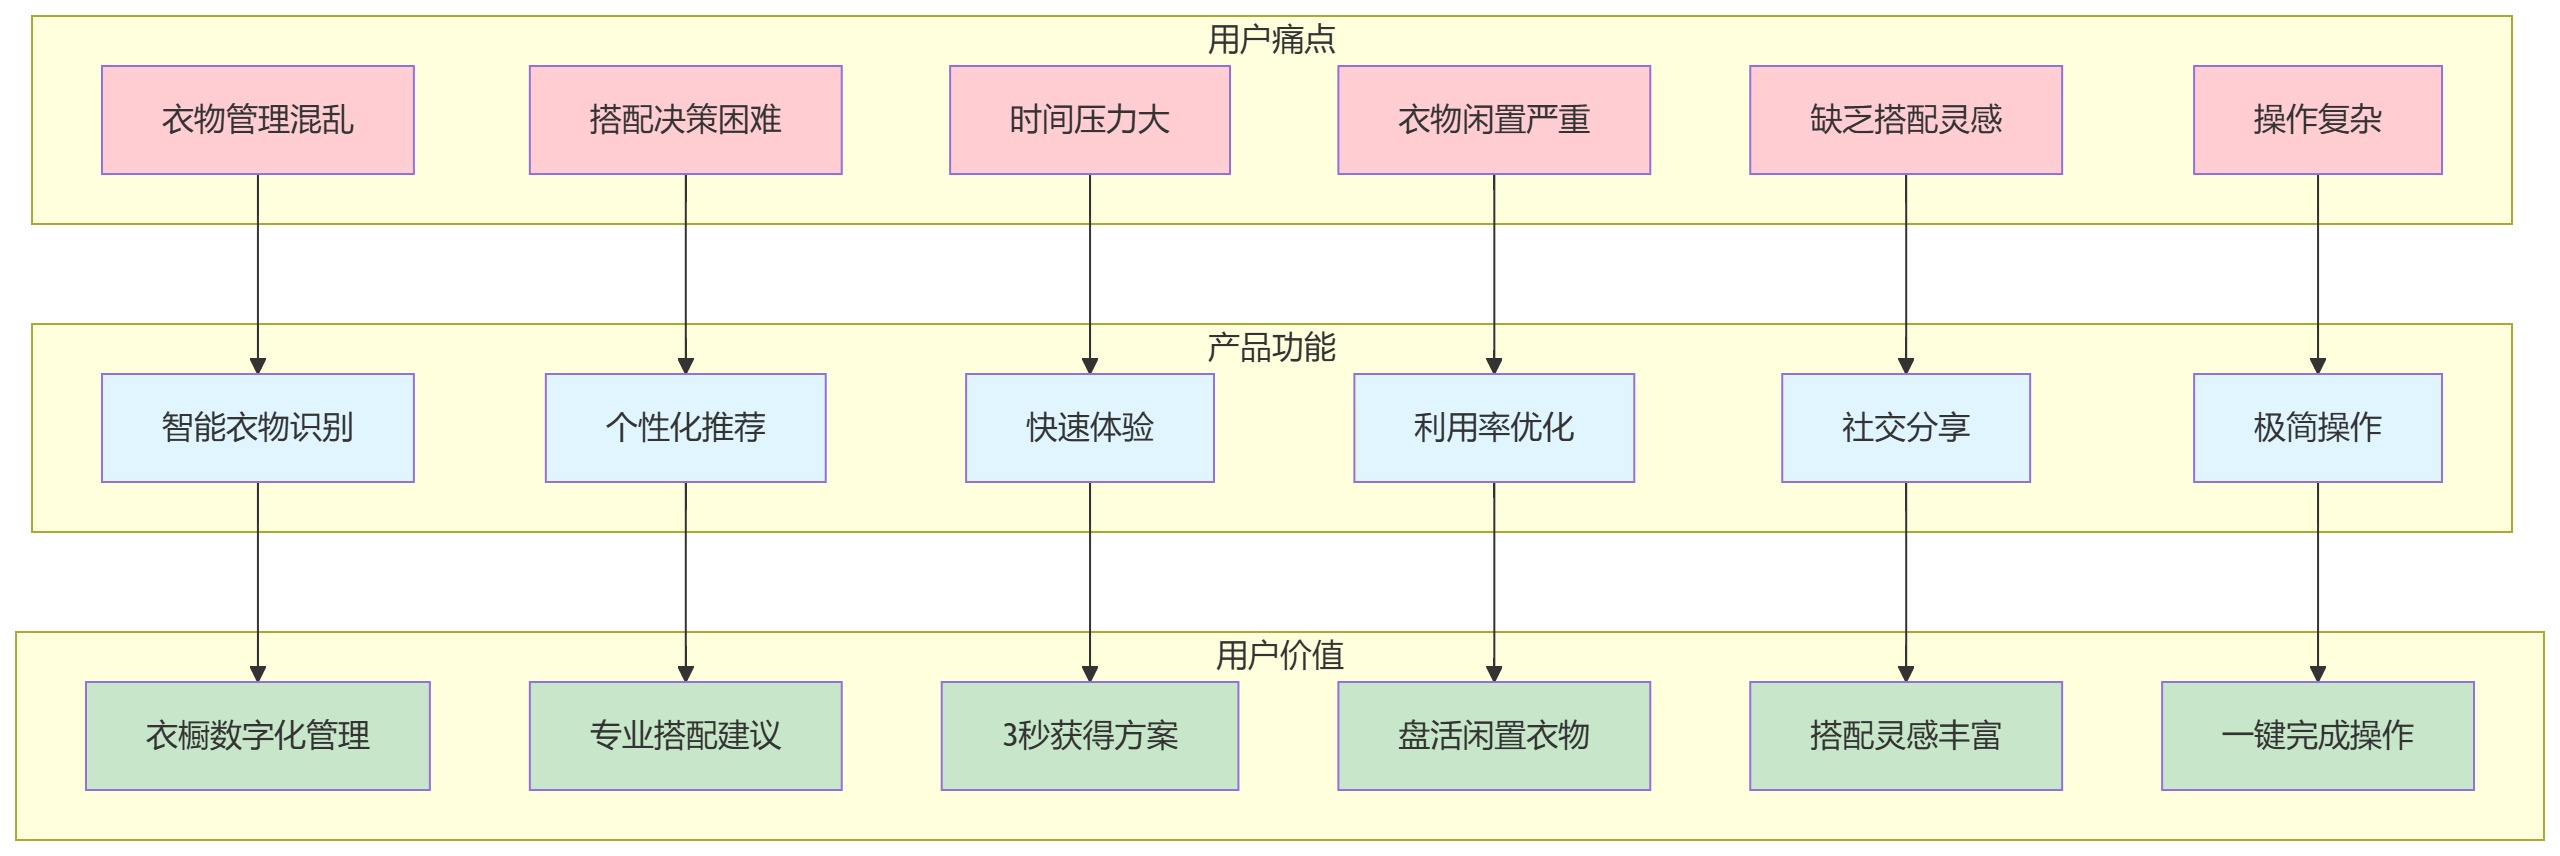 用户痛点
衣物管理混乱
搭配决策困难
时间压力大
衣物闲置严重
缺乏搭配灵感
操作复杂
产品功能
智能衣物识别
个性化推荐
快速体验
利用率优化
社交分享
极简操作
用户价值
衣橱数字化管理
专业搭配建议
3秒获得方案
盘活闲置衣物
搭配灵感丰富
一键完成操作